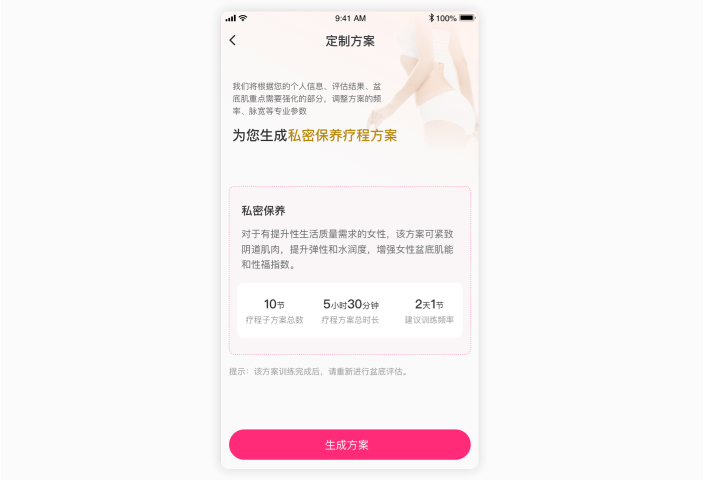 9:41 AM 100%
定制方案
我们将根据您的个人信息、评估结果、盆
底肌重点需要强化的部分，调整方案的频
率、脉宽等专业参数
为您生成私密保养疗程方案
私密保养
对于有提升性生活质量需求的女性，该方案可紧致
阴道肌肉，提升弹性和水润度，增强女性盆底肌能
和性福指数。
10节 5小时30分钟 2天1节
疗程子方案总数 疗程方案总时长 建议训练频率
提示：该方案训练完成后，请重新进行盆底评估。
生成方案